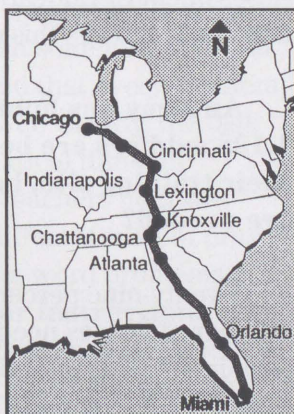 N
Chicago
Cincinnati
Indianapolis
Lexington
Knoxville
Chattanooga
Atlanta
Orlando
Miami